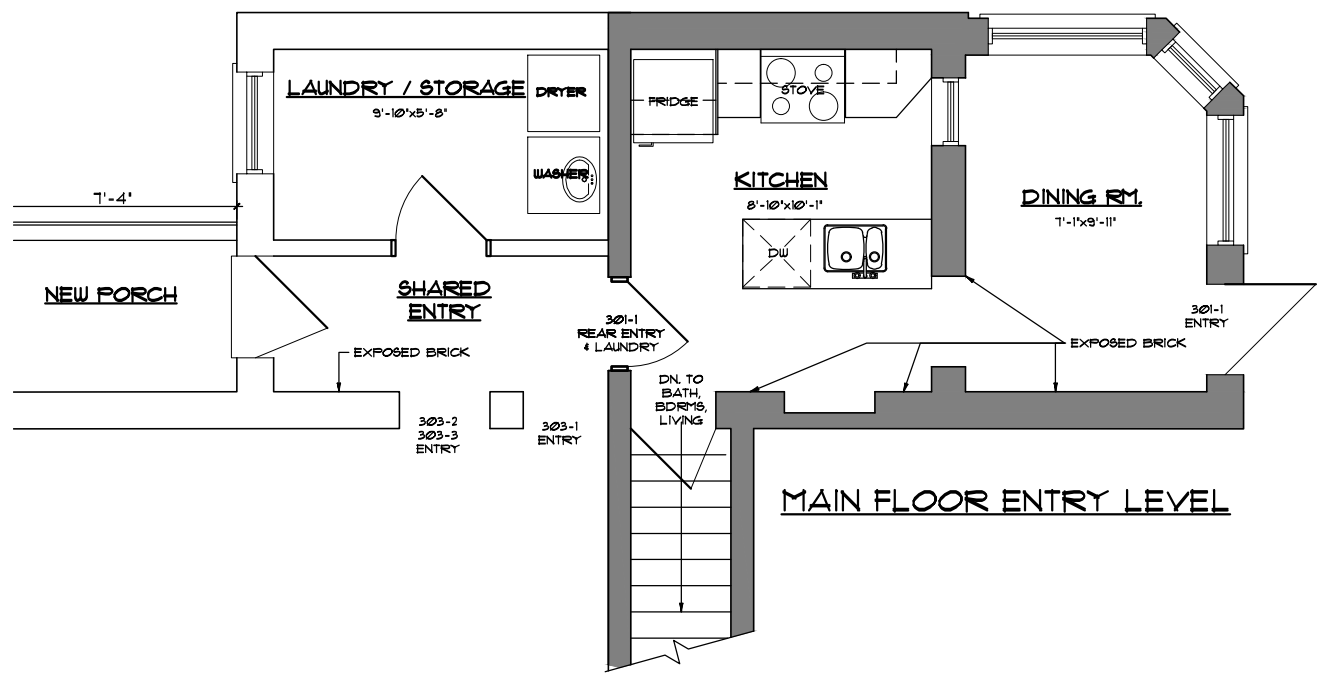 LAUNDRY / STORAGE
9'-10"x5'-8"
DRYER
WASHER
FRIDGE
STOVE
KITCHEN
8'-10"x10'-1"
DW
DINING RM.
7'-1"x9'-11"
7'-4"
NEW PORCH
SHARED
ENTRY
EXPOSED BRICK
301-1
REAR ENTRY
& LAUNDRY
301-1
ENTRY
EXPOSED BRICK
DN. TO
BATH,
BDRMS,
LIVING
303-2
303-3
ENTRY
303-1
ENTRY
MAIN FLOOR ENTRY LEVEL